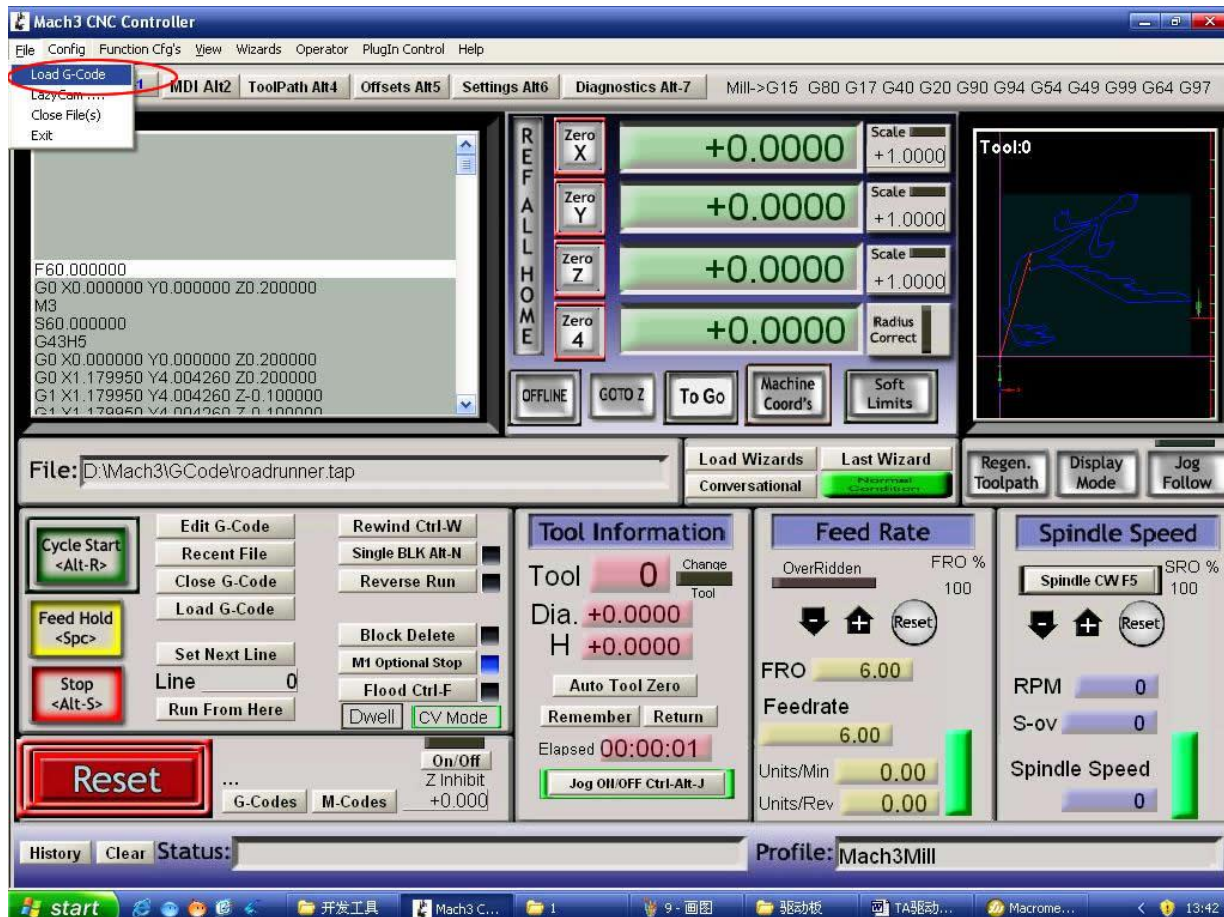 Mach3 CNC Controller
File Config Function Cfg's View Wizards Operator PlugIn Control Help
Load G-Code
LazyCam ....
Close File(s)
Exit
1 MDI Alt2 ToolPath Alt4 Offsets Alt5 Settings Alt6 Diagnostics Alt-7 Mill->G15 G80 G17 G40 G20 G90 G94 G54 G49 G99 G64 G97
F60.000000
G0 X0.000000 Y0.000000 Z0.200000
M3
S60.000000
G43H5
G0 X0.000000 Y0.000000 Z0.200000
G0 X1.179950 Y4.004260 Z0.200000
G1 X1.179950 Y4.004260 Z-0.100000
G1 X1.179950 Y4.004260 Z-0.100000
REF ALL HOME
Zero X +0.0000 Scale +1.0000
Zero Y +0.0000 Scale +1.0000
Zero Z +0.0000 Scale +1.0000
Zero 4 +0.0000 Radius Correct
OFFLINE GOTO Z To Go Machine Coord's Soft Limits
Tool:0
File: D:\Mach3\GCode\roadrunner.tap
Load Wizards Last Wizard
Conversational Normal Condition
Regen. Toolpath Display Mode Jog Follow
Cycle Start <Alt-R>
Feed Hold <Spc>
Stop <Alt-S>
Edit G-Code Rewind Ctrl-W
Recent File Single BLK Alt-N
Close G-Code Reverse Run
Load G-Code
Block Delete
Set Next Line M1 Optional Stop
Line 0 Flood Ctrl-F
Run From Here Dwell CV Mode
Reset
...
G-Codes M-Codes
On/Off
Z Inhibit
+0.000
Tool Information
Tool 0 Change Tool
Dia. +0.0000
H +0.0000
Auto Tool Zero
Remember Return
Elapsed 00:00:01
Jog ON/OFF Ctrl-Alt-J
Feed Rate
OverRidden FRO %
100
Reset
FRO 6.00
Feedrate
6.00
Units/Min 0.00
Units/Rev 0.00
Spindle Speed
Spindle CW F5 SRO %
100
Reset
RPM 0
S-ov 0
Spindle Speed
0
History Clear Status:
Profile: Mach3Mill
start 开发工具 Mach3 C... 1 9 - 画图 驱动板 TA驱动... Macrome... 13:42